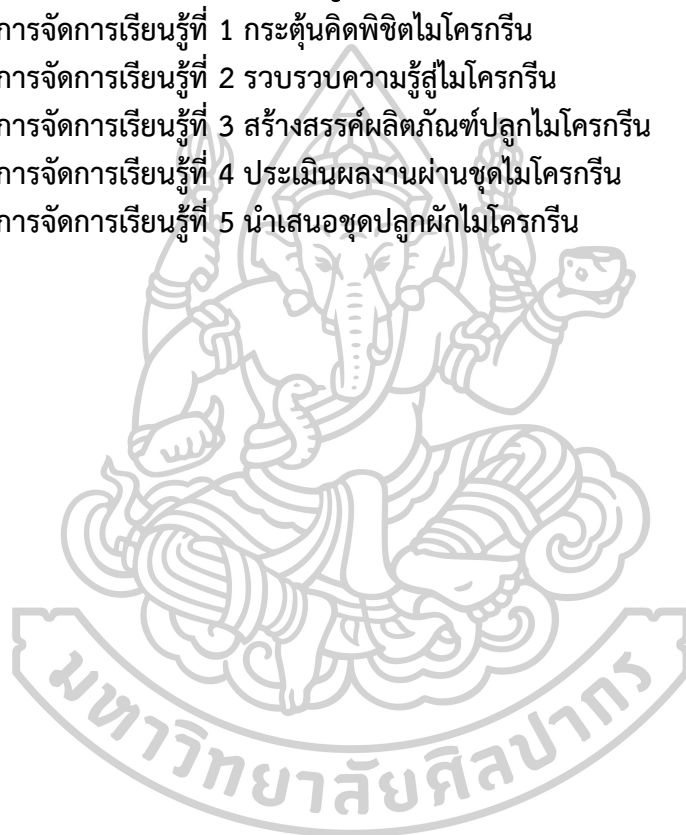 การจัดการเรียนรู้ที่ 1 กระตุ้นคิดพิชิตไมโครกรีน
การจัดการเรียนรู้ที่ 2 รวบรวบความรู้สู่ไมโครกรีน
การจัดการเรียนรู้ที่ 3 สร้างสรรค์ผลิตภัณฑ์ปลูกไมโครกรีน
การจัดการเรียนรู้ที่ 4 ประเมินผลงานผ่านชุดไมโครกรีน
การจัดการเรียนรู้ที่ 5 นำเสนอชุดปลูกผักไมโครกรีน
มหาวิทยาลัยศิลปากร